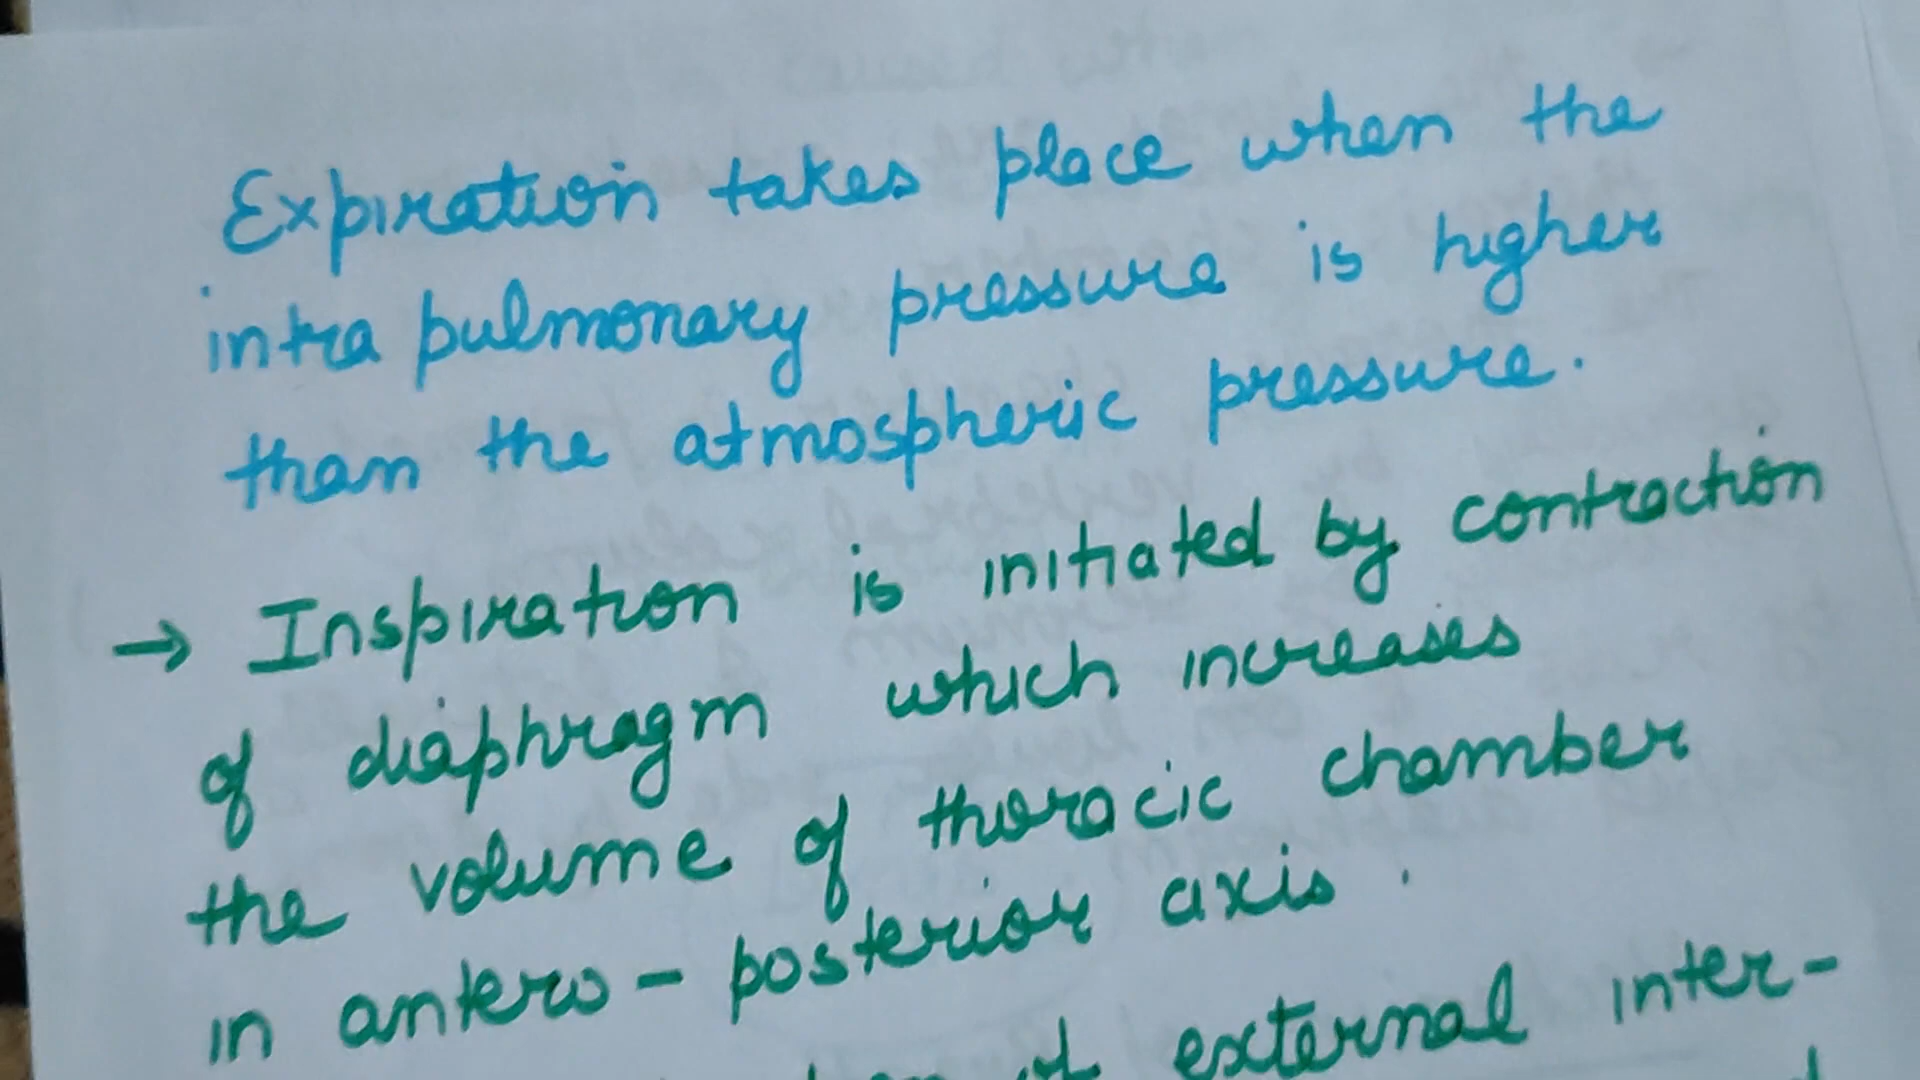 Expiration takes place when the
intra pulmonary pressure is higher
than the atmospheric pressure.
→ Inspiration is initiated by contraction
of diaphragm which increases
the volume of thoracic chamber
in antero - posterior axis.
of external inter-